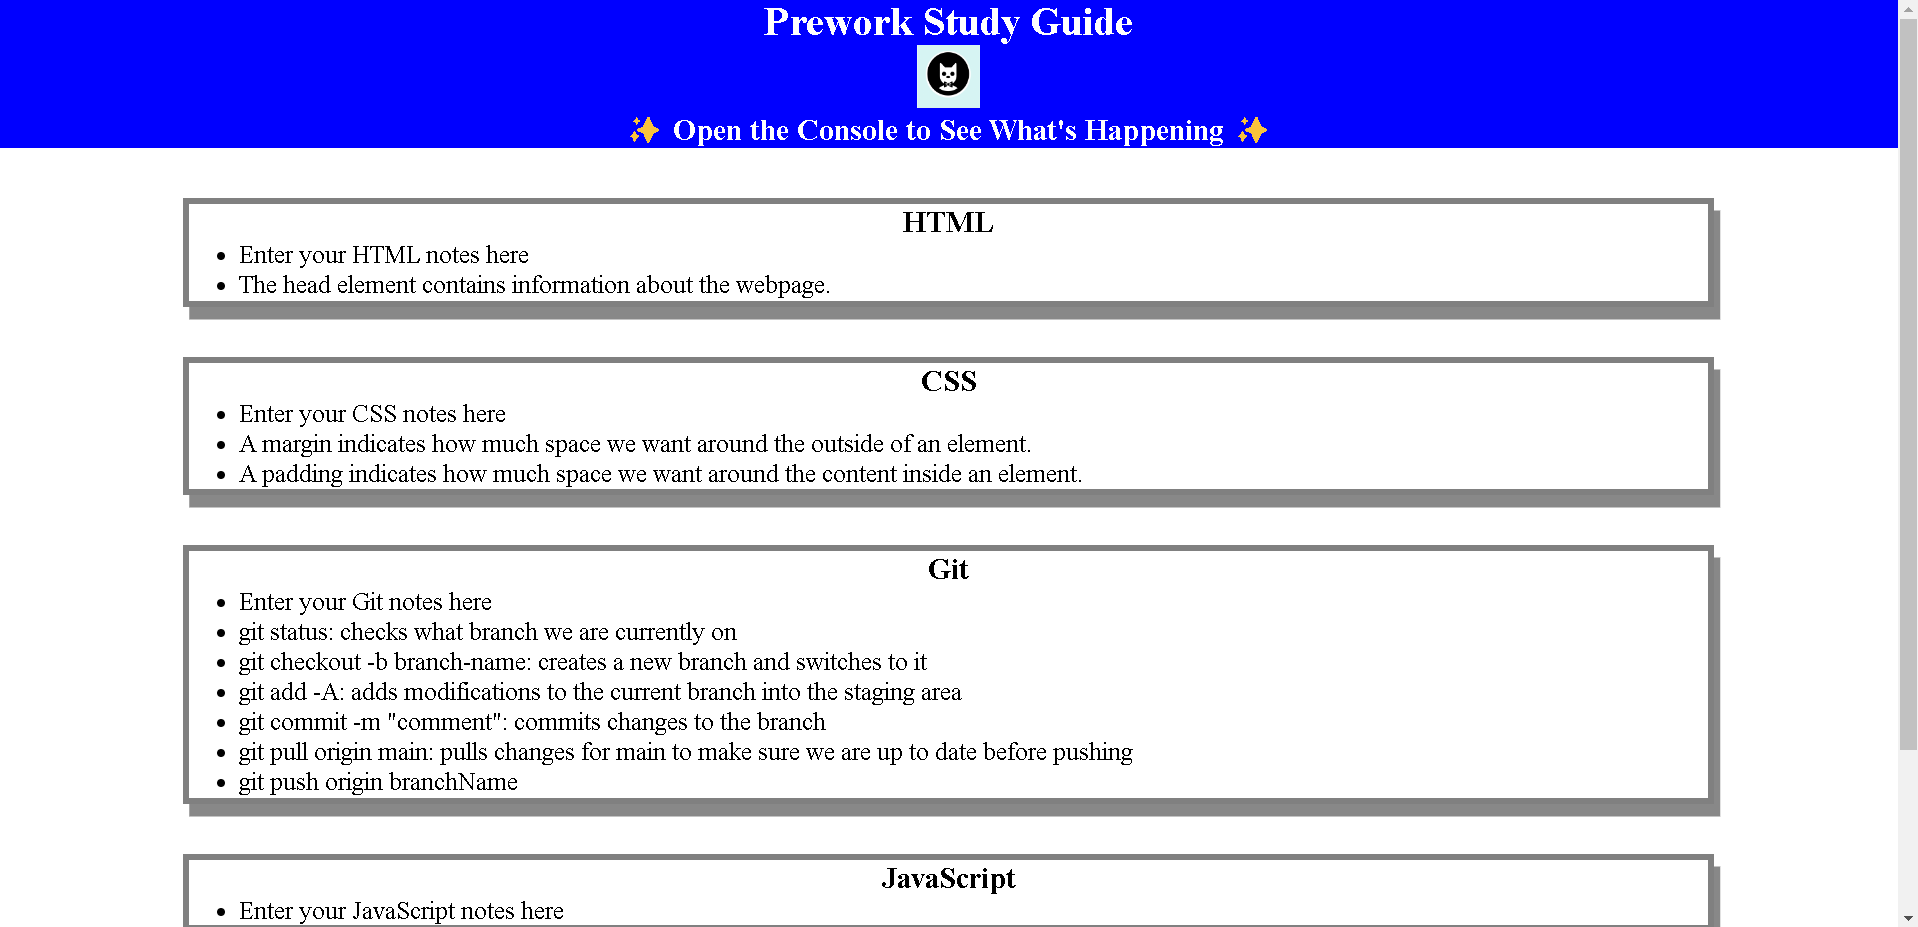 Prework Study Guide
✨ Open the Console to See What's Happening ✨
HTML
Enter your HTML notes here
The head element contains information about the webpage.
CSS
Enter your CSS notes here
A margin indicates how much space we want around the outside of an element.
A padding indicates how much space we want around the content inside an element.
Git
Enter your Git notes here
git status: checks what branch we are currently on
git checkout -b branch-name: creates a new branch and switches to it
git add -A: adds modifications to the current branch into the staging area
git commit -m "comment": commits changes to the branch
git pull origin main: pulls changes for main to make sure we are up to date before pushing
git push origin branchName
JavaScript
Enter your JavaScript notes here